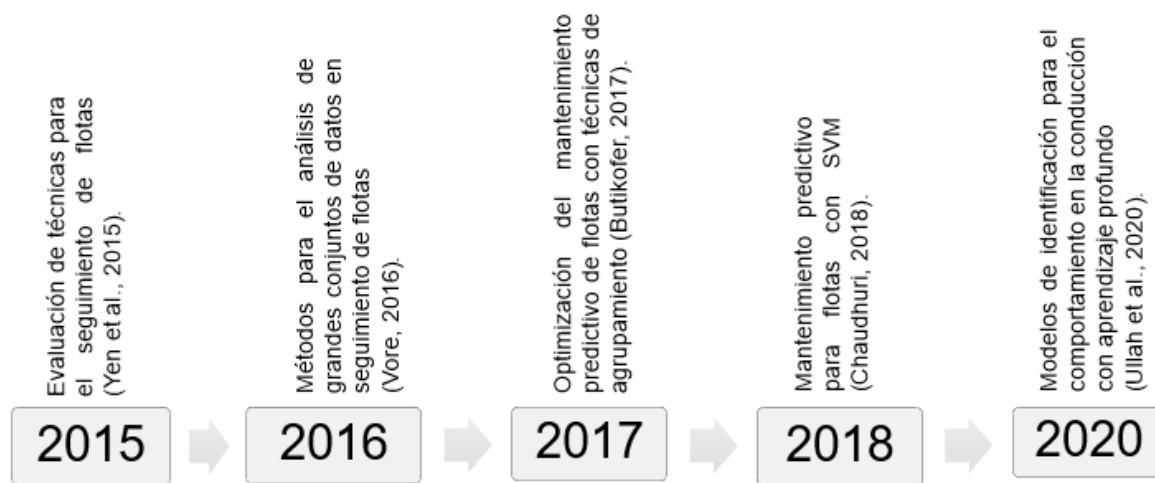 Evaluación de técnicas para
el seguimiento de flotas
(Yen et al., 2015).
2015
Métodos para el análisis de
grandes conjuntos de datos en
seguimiento de flotas
(Vore, 2016).
2016
Optimización del mantenimiento
predictivo de flotas con técnicas de
agrupamiento (Butikofer, 2017).
2017
Mantenimiento predictivo
para flotas con SVM
(Chaudhuri, 2018).
2018
Modelos de identificación para el
comportamiento en la conducción
con aprendizaje profundo
(Ullah et al., 2020).
2020